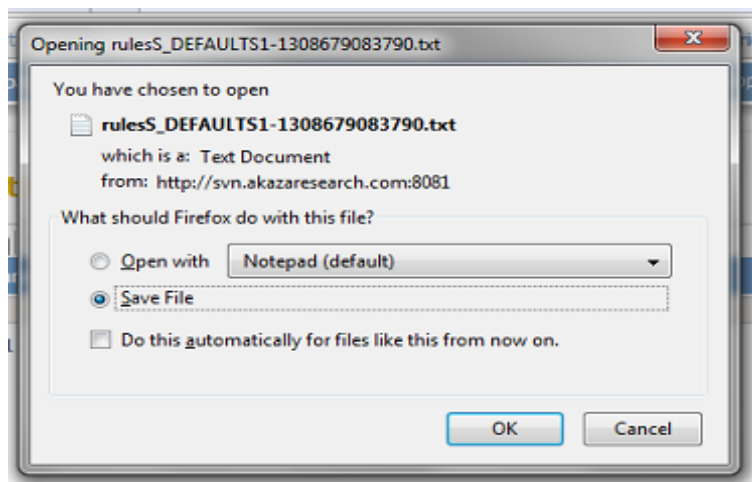 Opening rulesS_DEFAULTS1-1308679083790.txt
You have chosen to open
rulesS_DEFAULTS1-1308679083790.txt
which is a: Text Document
from: http://svn.akazaresearch.com:8081
What should Firefox do with this file?
Open with Notepad (default)
Save File
Do this automatically for files like this from now on.
OK Cancel